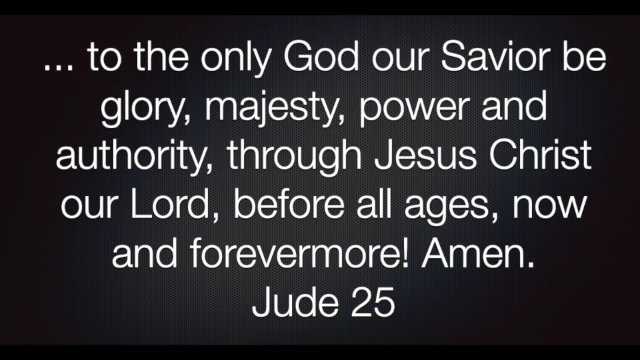 ... to the only God our Savior be
glory, majesty, power and
authority, through Jesus Christ
our Lord, before all ages, now
and forevermore! Amen.
Jude 25